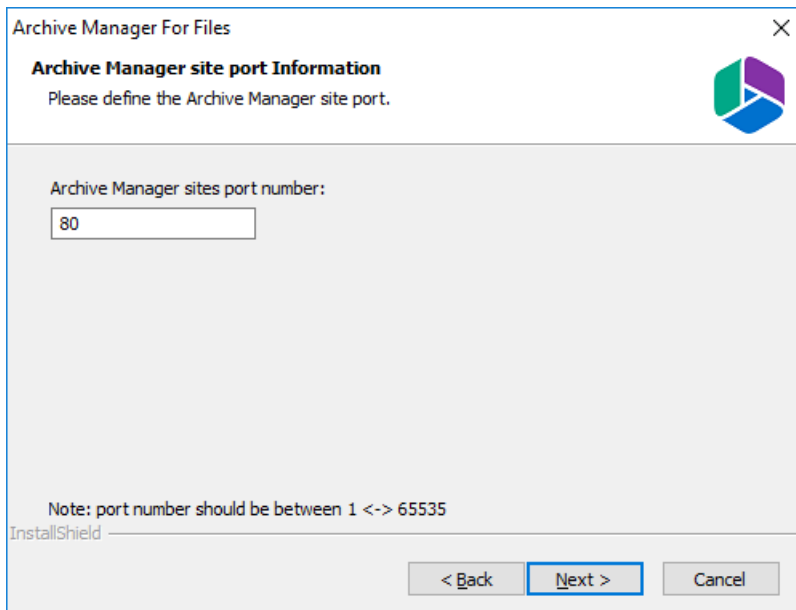 Archive Manager For Files
Archive Manager site port Information
Please define the Archive Manager site port.
Archive Manager sites port number:
80
Note: port number should be between 1 <-> 65535
InstallShield
< Back
Next >
Cancel